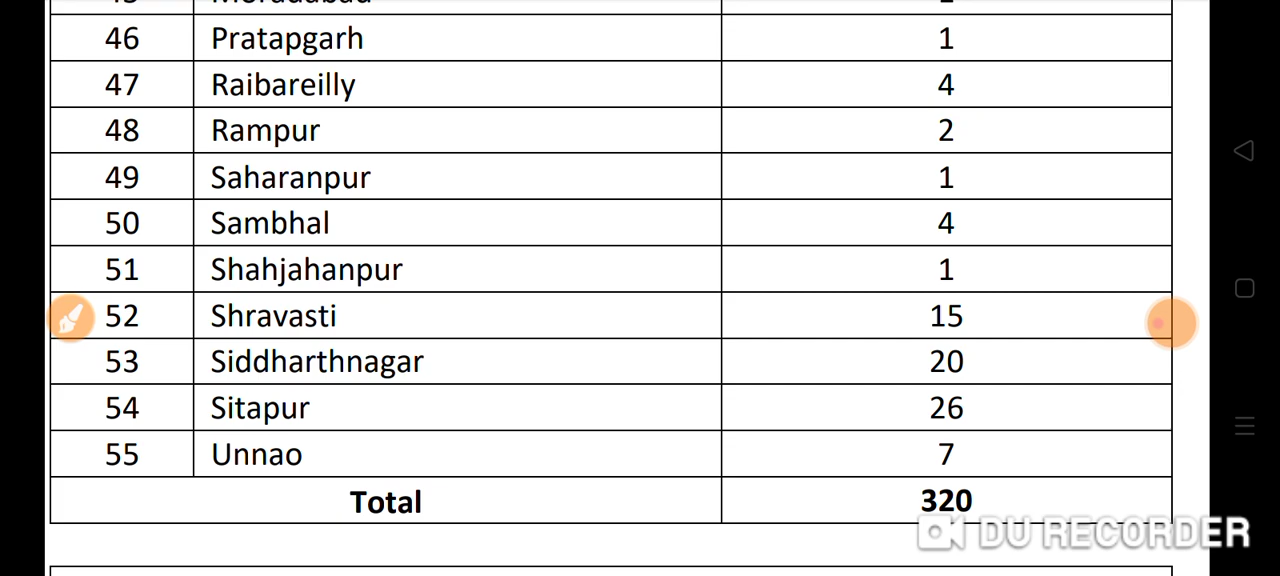 46 Pratapgarh 1
47 Raibareilly 4
48 Rampur 2
49 Saharanpur 1
50 Sambhal 4
51 Shahjahanpur 1
52 Shravasti 15
53 Siddharthnagar 20
54 Sitapur 26
55 Unnao 7
Total 320
DU RECORDER